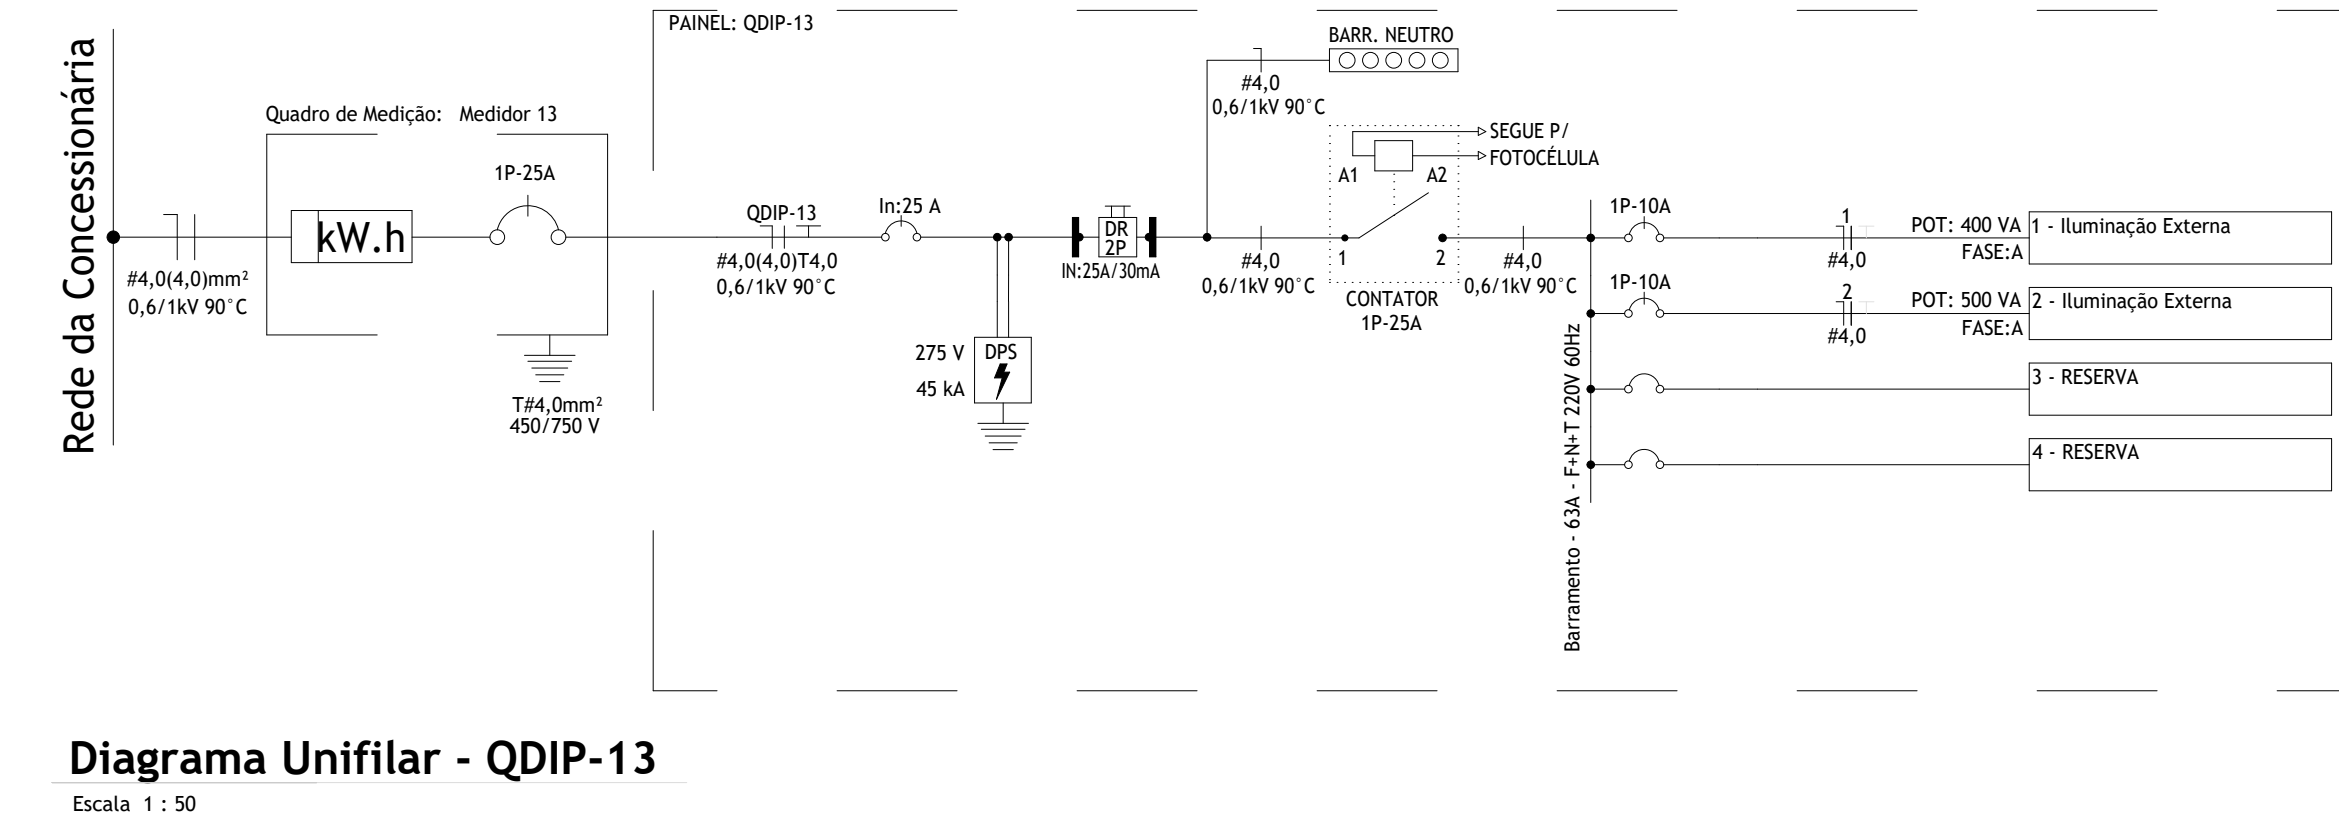 PAINEL: QDIP-13
Rede da Concessionária
Quadro de Medição: Medidor 13
1P-25A
kW.h
#4,0(4,0)mm²
0,6/1kV 90°C
T#4,0mm²
450/750 V
QDIP-13
#4,0(4,0)T4,0
0,6/1kV 90°C
In:25 A
275 V
45 kA
DPS
DR
2P
IN:25A/30mA
BARR. NEUTRO
#4,0
0,6/1kV 90°C
SEGUE P/
FOTOCÉLULA
A1
A2
#4,0
0,6/1kV 90°C
1
2
CONTATOR
1P-25A
#4,0
0,6/1kV 90°C
Barramento - 63A - F+N+T 220V 60Hz
1P-10A
1
#4,0
POT: 400 VA
FASE:A
1 - Iluminação Externa
1P-10A
2
#4,0
POT: 500 VA
FASE:A
2 - Iluminação Externa
3 - RESERVA
4 - RESERVA
Diagrama Unifilar - QDIP-13
Escala 1 : 50